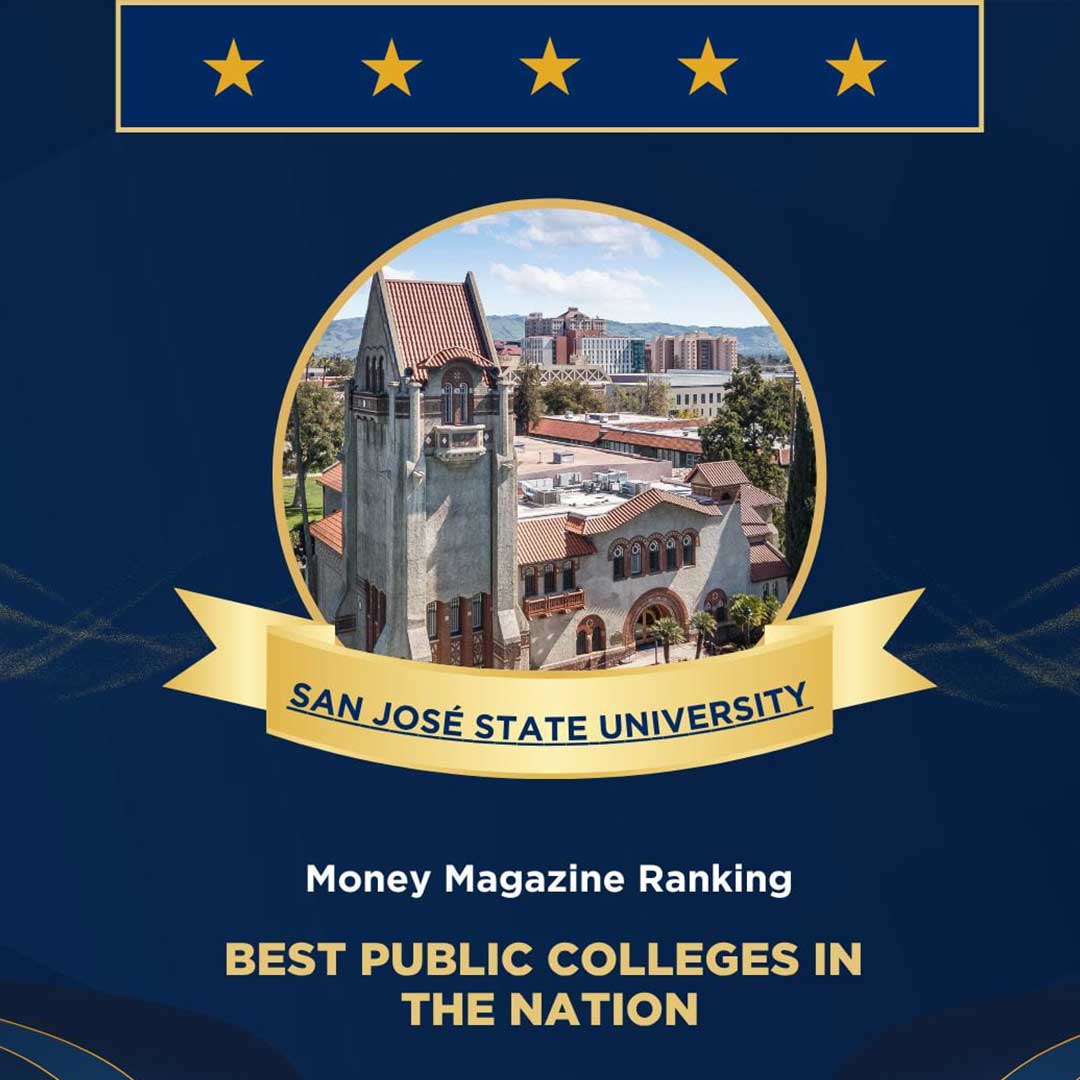 SAN JOSÉ STATE UNIVERSITY
Money Magazine Ranking
BEST PUBLIC COLLEGES IN
THE NATION